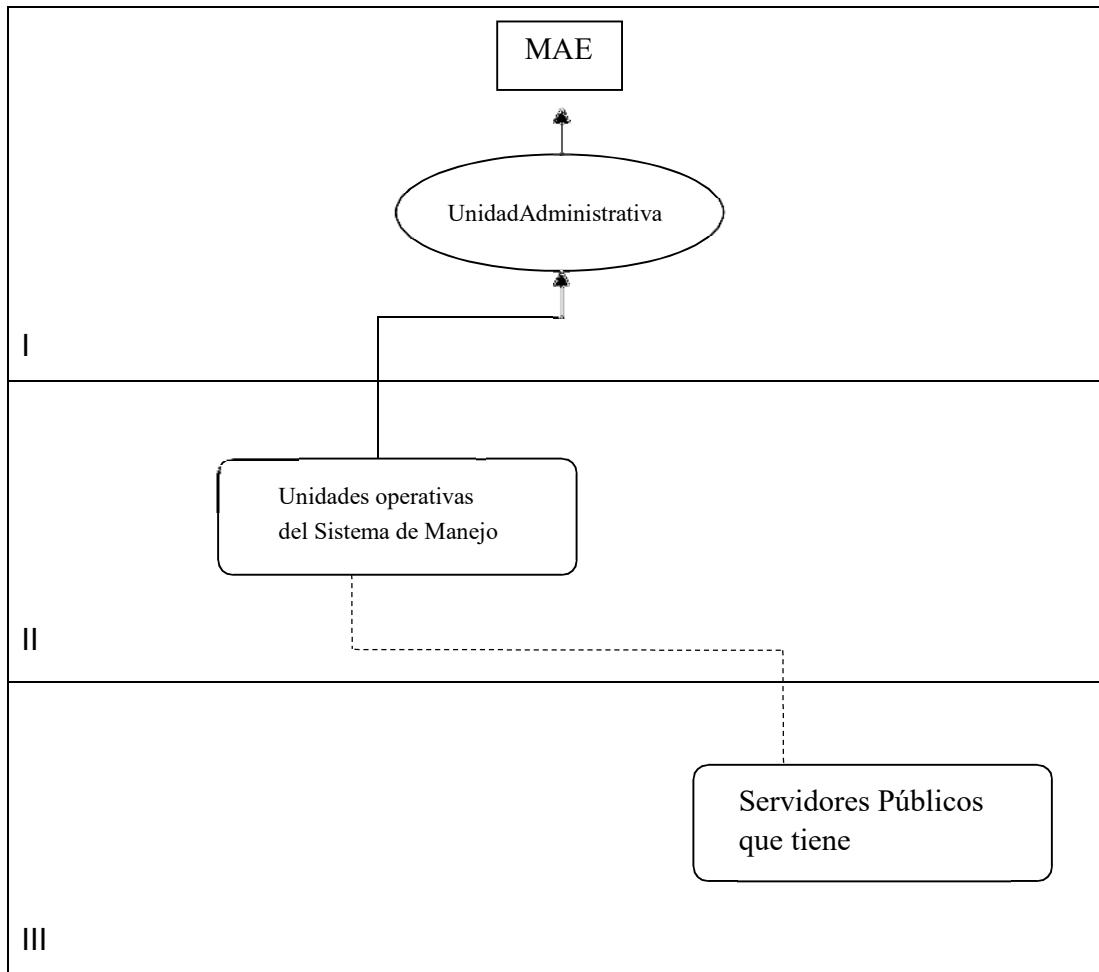 MAE
UnidadAdministrativa
I
Unidades operativas
del Sistema de Manejo
II
Servidores Públicos
que tiene
III